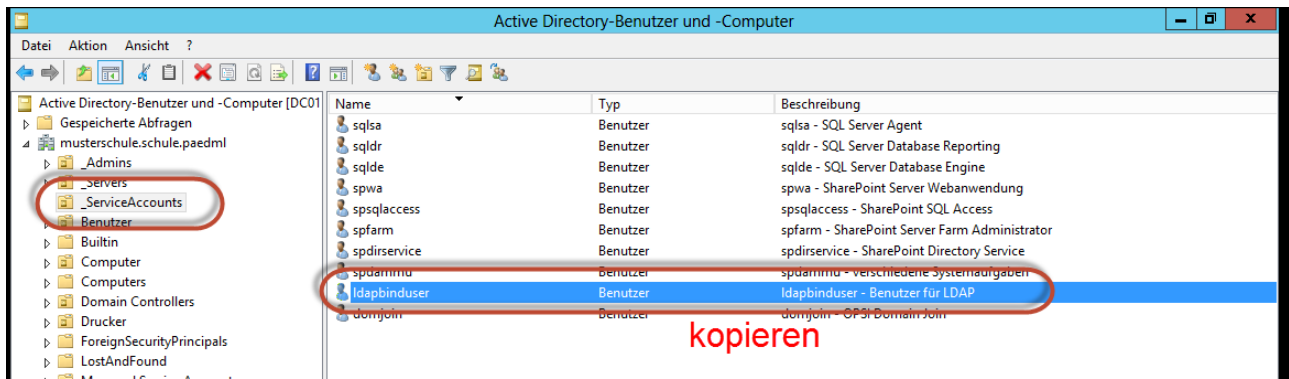 Active Directory-Benutzer und -Computer
Datei Aktion Ansicht ?
Active Directory-Benutzer und -Computer [DC01
Gespeicherte Abfragen
musterschule.schule.paedml
_Admins
_Servers
_ServiceAccounts
Benutzer
Builtin
Computer
Computers
Domain Controllers
Drucker
ForeignSecurityPrincipals
LostAndFound
Name Typ Beschreibung
sqlsa Benutzer sqlsa - SQL Server Agent
sqldr Benutzer sqldr - SQL Server Database Reporting
sqlde Benutzer sqlde - SQL Server Database Engine
spwa Benutzer spwa - SharePoint Server Webanwendung
spsqlaccess Benutzer spsqlaccess - SharePoint SQL Access
spfarm Benutzer spfarm - SharePoint Server Farm Administrator
spdirservice Benutzer spdirservice - SharePoint Directory Service
Benutzer verschiedene Systemaufgaben
ldapbinduser Benutzer ldapbinduser - Benutzer für LDAP
domjoin Benutzer domjoin - OPSI Domain Join
kopieren